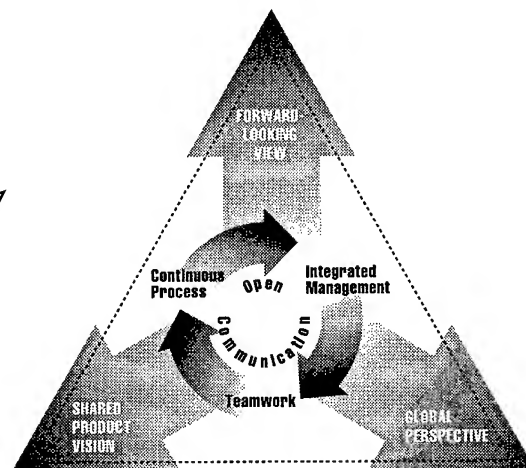 FORWARD-
LOOKING
VIEW
Continuous
Process
Open
Integrated
Management
Communication
Teamwork
SHARED
PRODUCT
VISION
GLOBAL
PERSPECTIVE